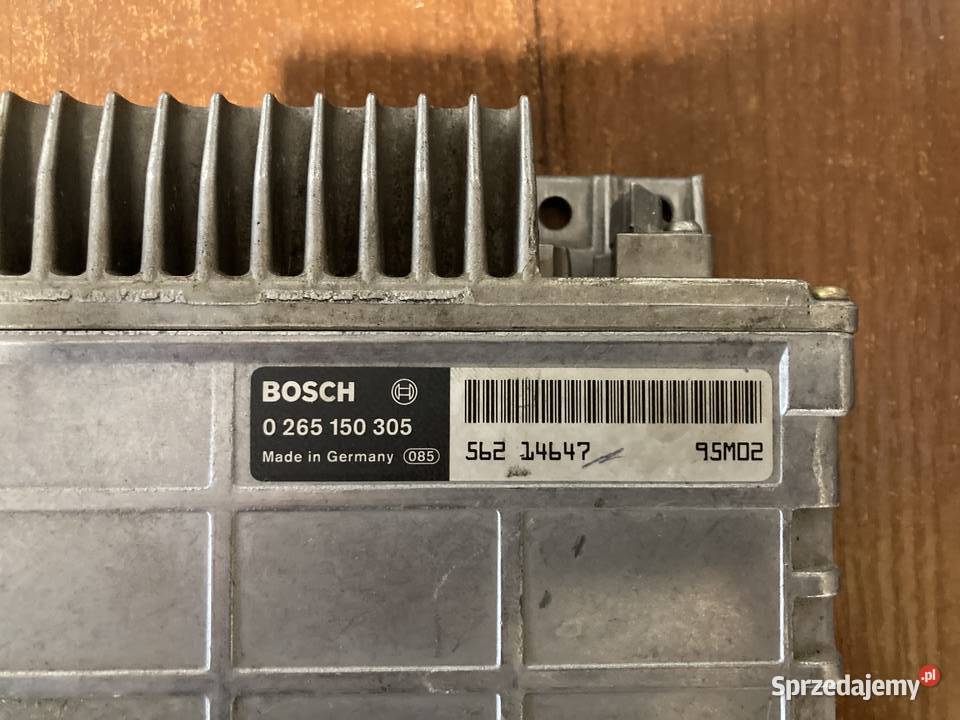 BOSCH
0 265 150 305
Made in Germany 085
562 14647 95M02
Sprzedajemy.pl